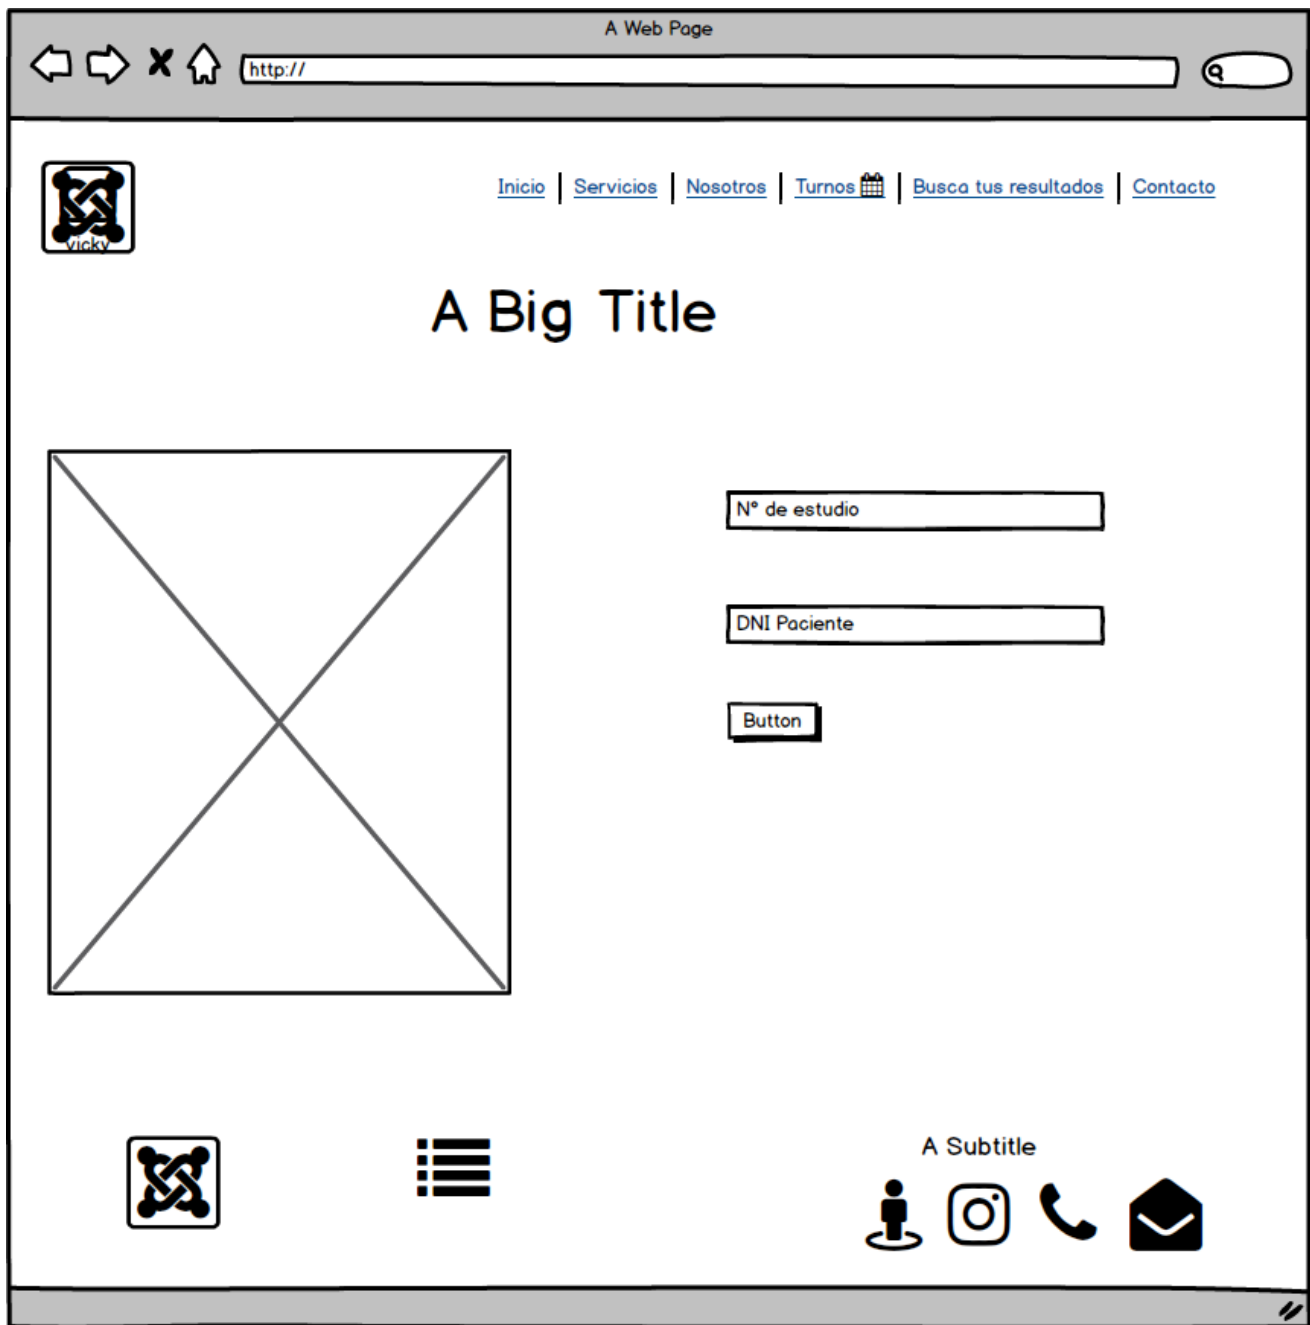 A Web Page
http://
vicky
Inicio | Servicios | Nosotros | Turnos | Busca tus resultados | Contacto
A Big Title
N° de estudio
DNI Paciente
Button
A Subtitle